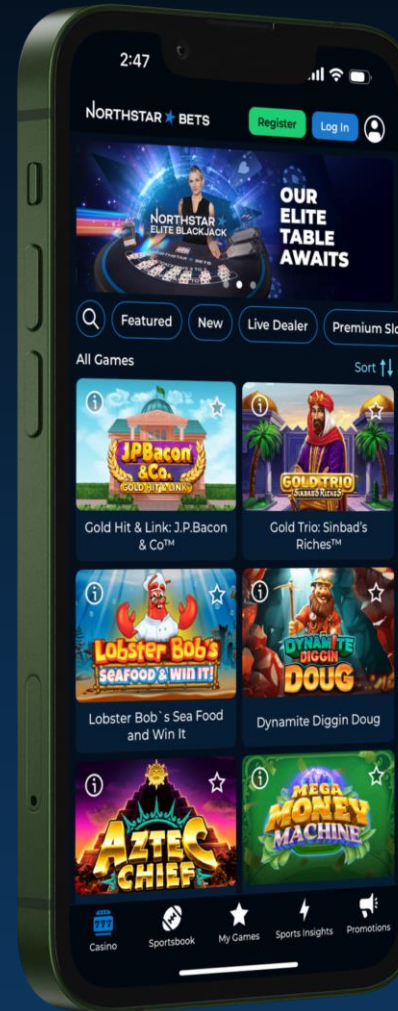 2:47
NORTHSTAR BETS
Register
Log In
NORTHSTAR
ELITE BLACKJACK
OUR
ELITE
TABLE
AWAITS
Featured
New
Live Dealer
Premium Slo
All Games
Sort
J.P.Bacon
&Co.
GOLD HIT & LINK
GOLD TRIO
SINBAD'S RICHES
Gold Hit & Link: J.P.Bacon
& Co™
Gold Trio: Sinbad's
Riches™
Lobster Bob's
SEAFOOD & WIN IT!
DYNAMITE
DIGGIN
DOUG
Lobster Bob`s Sea Food
and Win It
Dynamite Diggin Doug
AZTEC
CHIEF
MEGA
MONEY
MACHINE
777
Casino
Sportsbook
My Games
Sports Insights
Promotions